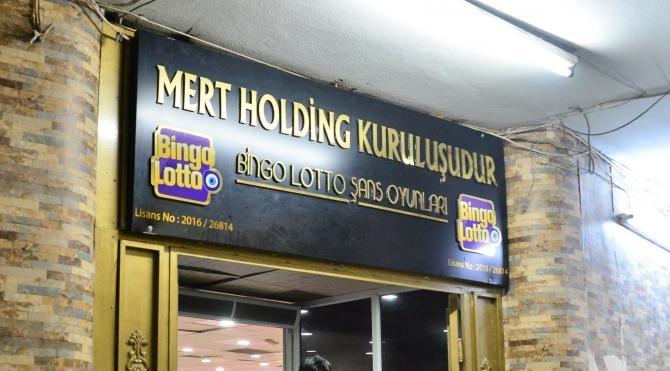 MERT HOLDİNG KURULUŞUDUR
BİNGO LOTTO ŞANS OYUNLARI
Bingo
Lotto
Lisans No : 2016 / 26814
Bingo
Lotto
Lisans No : 2016 / 26814